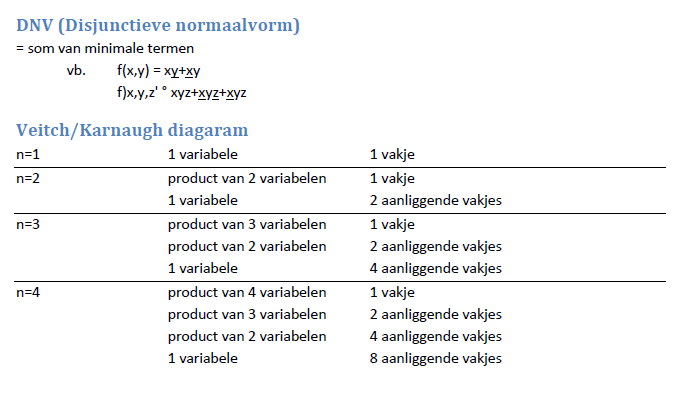 DNV (Disjunctieve normaalvorm)
= som van minimale termen
vb. f(x,y) = xy+xy
f)x,y,z' ° xyz+xyz+xyz
Veitch/Karnaugh diagaram
n=1 1 variabele 1 vakje
n=2 product van 2 variabelen 1 vakje
1 variabele 2 aanliggende vakjes
n=3 product van 3 variabelen 1 vakje
product van 2 variabelen 2 aanliggende vakjes
1 variabele 4 aanliggende vakjes
n=4 product van 4 variabelen 1 vakje
product van 3 variabelen 2 aanliggende vakjes
product van 2 variabelen 4 aanliggende vakjes
1 variabele 8 aanliggende vakjes